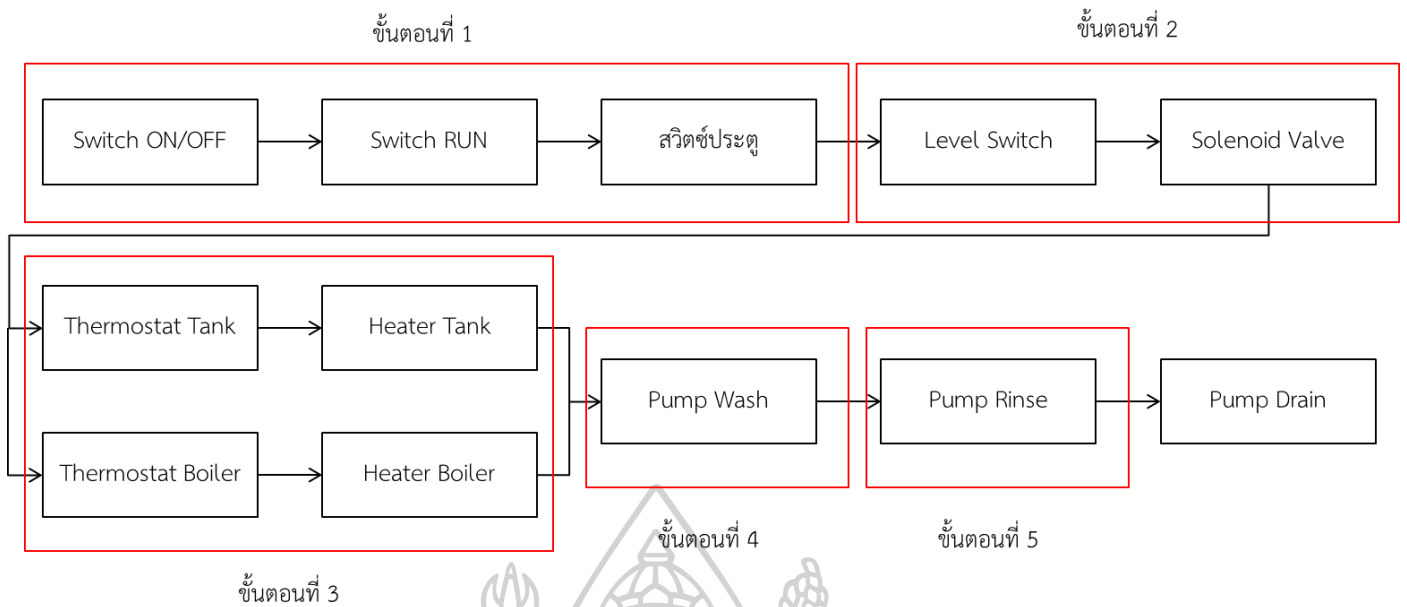 ขั้นตอนที่ 1
ขั้นตอนที่ 2
Switch ON/OFF
Switch RUN
สวิตซ์ประตู
Level Switch
Solenoid Valve
Thermostat Tank
Heater Tank
Pump Wash
Pump Rinse
Pump Drain
Thermostat Boiler
Heater Boiler
ขั้นตอนที่ 4
ขั้นตอนที่ 5
ขั้นตอนที่ 3